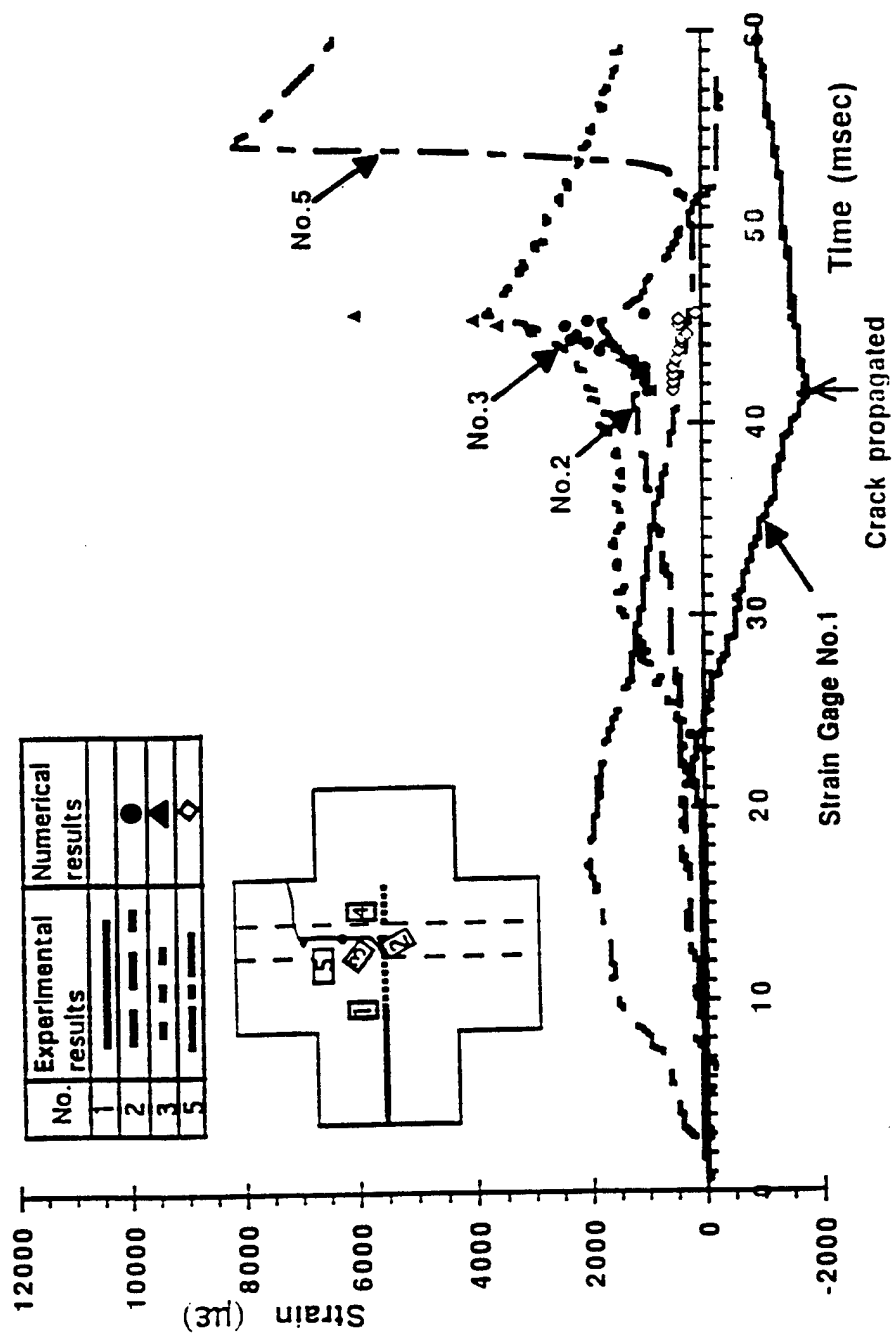 12000
10000
8000
6000
4000
2000
0
-2000
Strain (με)
No. Experimental results Numerical results
1
2
3
5
1
5
3
2
4
No.5
No.3
No.2
Strain Gage No.1
Crack propagated
0 10 20 30 40 50 60
Time (msec)